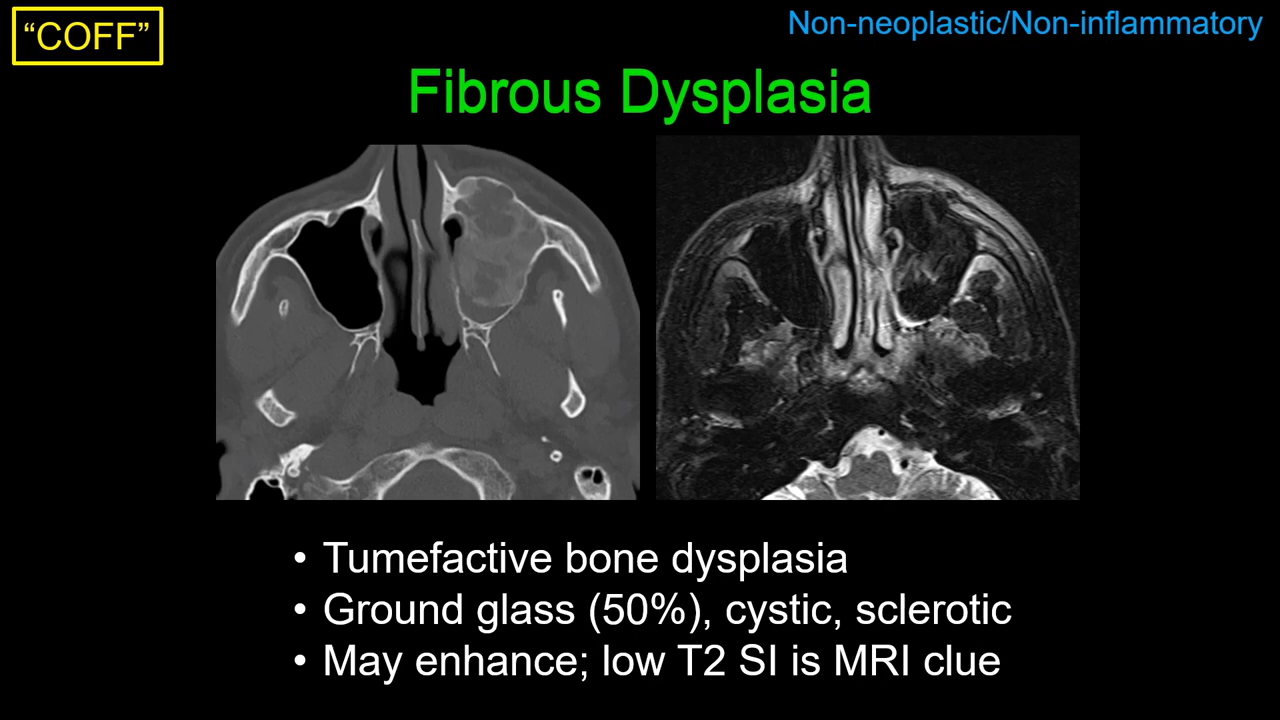 “COFF”
Non-neoplastic/Non-inflammatory
Fibrous Dysplasia
• Tumefactive bone dysplasia
• Ground glass (50%), cystic, sclerotic
• May enhance; low T2 SI is MRI clue